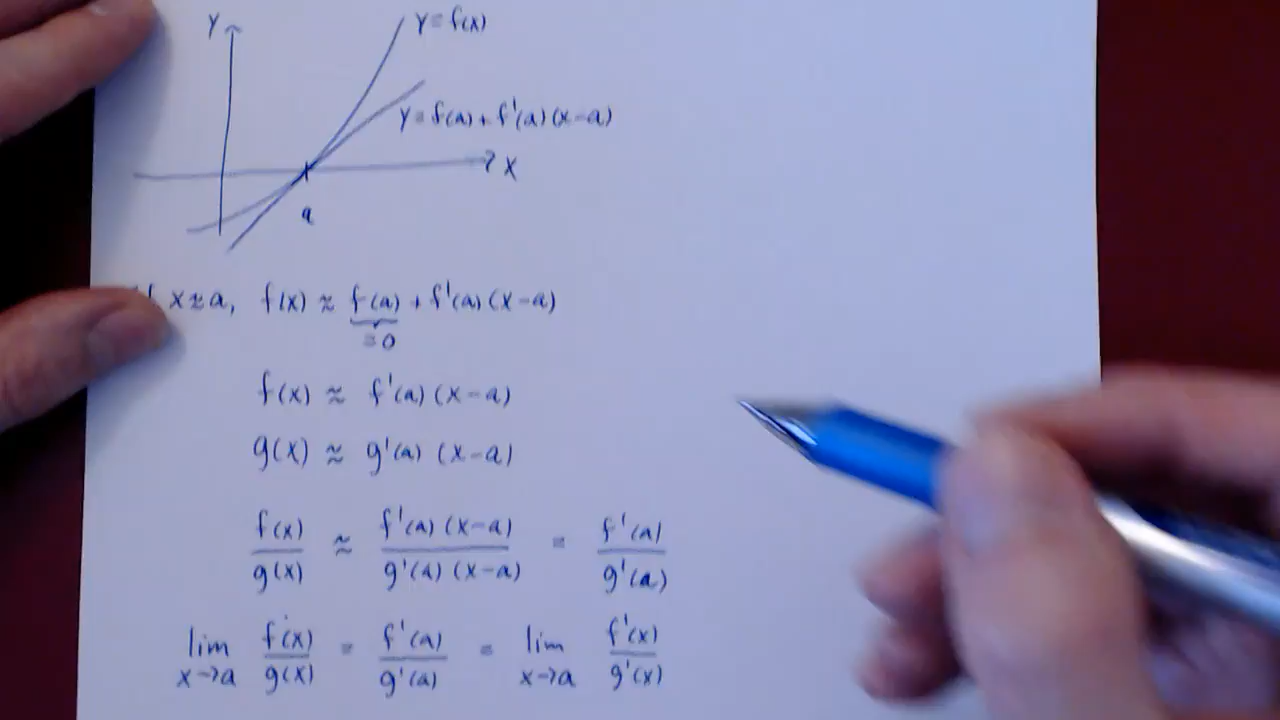 Y
y = f(x)
y = f(a) + f'(a)(x-a)
X
a
x≈a, f(x) ≈ f(a) + f'(a)(x-a)
= 0
f(x) ≈ f'(a)(x-a)
g(x) ≈ g'(a)(x-a)
f(x) / g(x) ≈ f'(a)(x-a) / g'(a)(x-a) = f'(a) / g'(a)
lim x→a f(x) / g(x) = f'(a) / g'(a) = lim x→a f'(x) / g'(x)